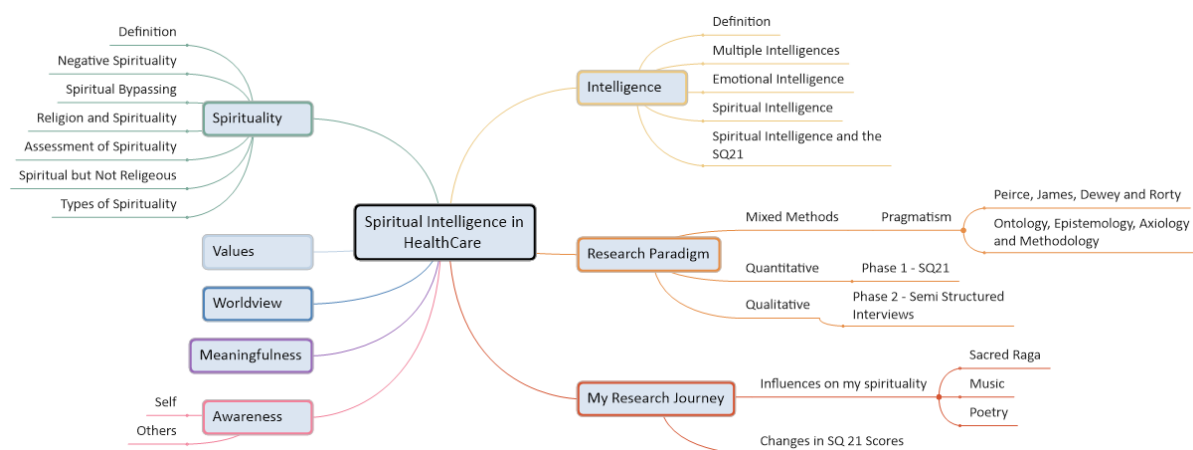 Spiritual Intelligence in
HealthCare
Intelligence
Definition
Multiple Intelligences
Emotional Intelligence
Spiritual Intelligence
Spiritual Intelligence and the
SQ21
Research Paradigm
Mixed Methods
Pragmatism
Peirce, James, Dewey and Rorty
Ontology, Epistemology, Axiology
and Methodology
Quantitative
Phase 1 - SQ21
Qualitative
Phase 2 - Semi Structured
Interviews
My Research Journey
Influences on my spirituality
Sacred Raga
Music
Poetry
Changes in SQ 21 Scores
Spirituality
Definition
Negative Spirituality
Spiritual Bypassing
Religion and Spirituality
Assessment of Spirituality
Spiritual but Not Religeous
Types of Spirituality
Values
Worldview
Meaningfulness
Awareness
Self
Others